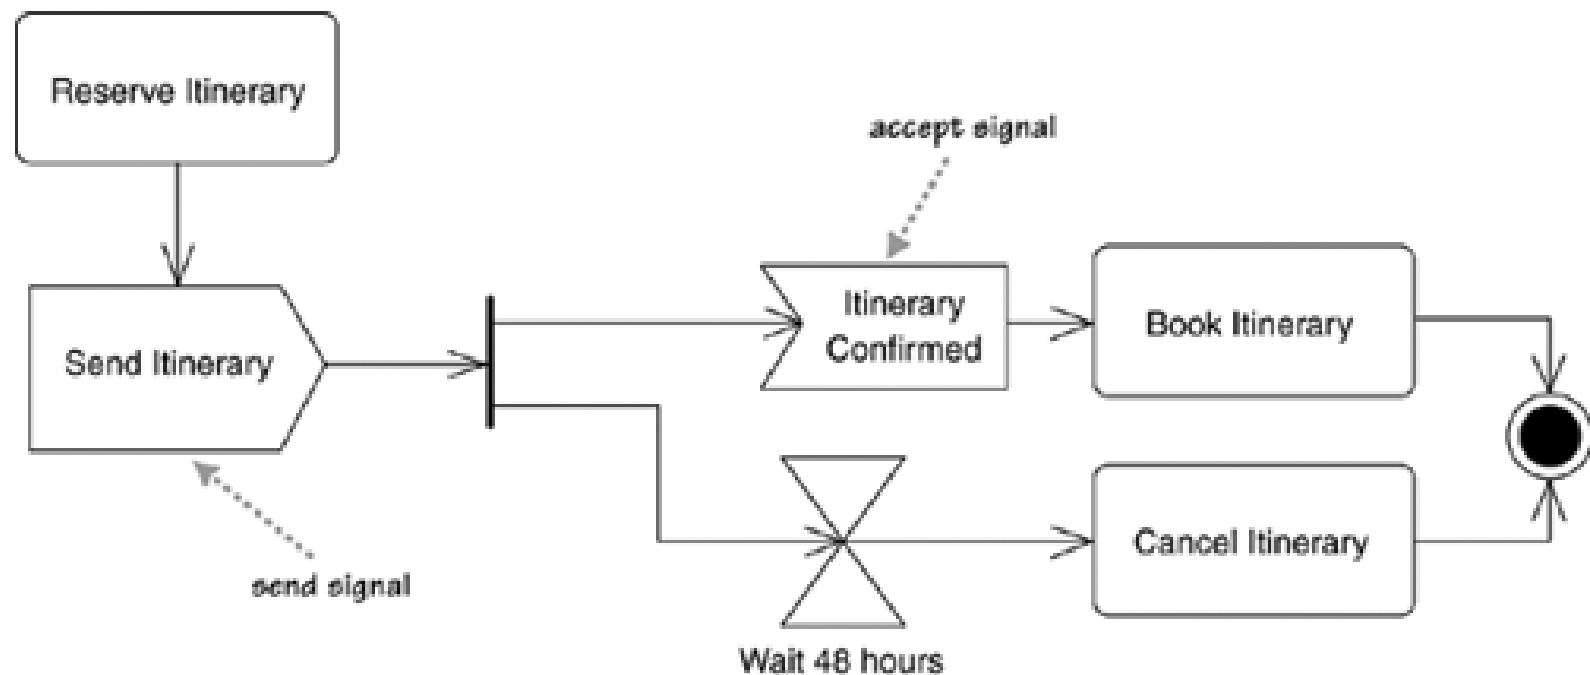 Reserve Itinerary
accept signal
Itinerary
Confirmed
Book Itinerary
Send Itinerary
Cancel Itinerary
send signal
Wait 48 hours